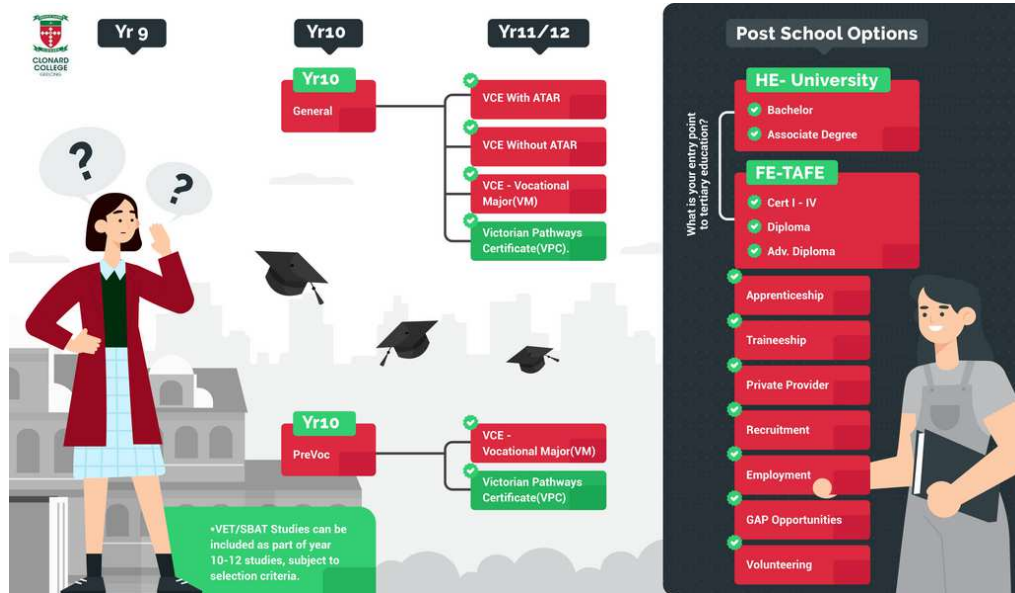 CLONARD
COLLEGE
GEELONG
Yr 9
Yr10
Yr11/12
Yr10
General
VCE With ATAR
VCE Without ATAR
VCE - Vocational
Major(VM)
Victorian Pathways
Certificate(VPC).
?
?
Yr10
PreVoc
VCE -
Vocational Major(VM)
Victorian Pathways
Certificate(VPC)
•VET/SBAT Studies can be
included as part of year
10-12 studies, subject to
selection criteria.
Post School Options
What is your entry point
to tertiary education?
HE- University
Bachelor
Associate Degree
FE-TAFE
Cert I - IV
Diploma
Adv. Diploma
Apprenticeship
Traineeship
Private Provider
Recruitment
Employment
GAP Opportunities
Volunteering